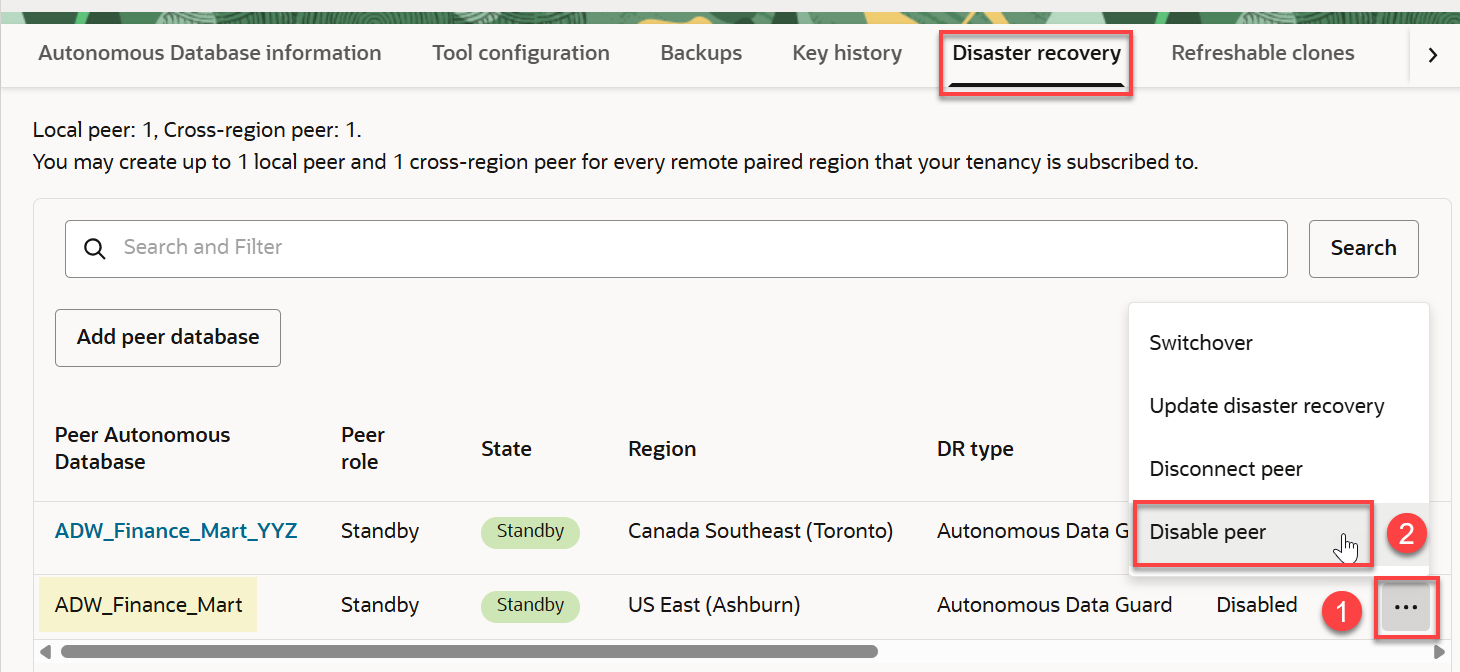 Autonomous Database information Tool configuration Backups Key history Disaster recovery Refreshable clones
Local peer: 1, Cross-region peer: 1.
You may create up to 1 local peer and 1 cross-region peer for every remote paired region that your tenancy is subscribed to.
Search and Filter Search
Add peer database
Switchover
Update disaster recovery
Disconnect peer
Disable peer 2
Peer Autonomous
Database
Peer
role
State
Region
DR type
ADW_Finance_Mart_YYZ Standby Standby Canada Southeast (Toronto) Autonomous Data G
ADW_Finance_Mart Standby Standby US East (Ashburn) Autonomous Data Guard Disabled 1 ...